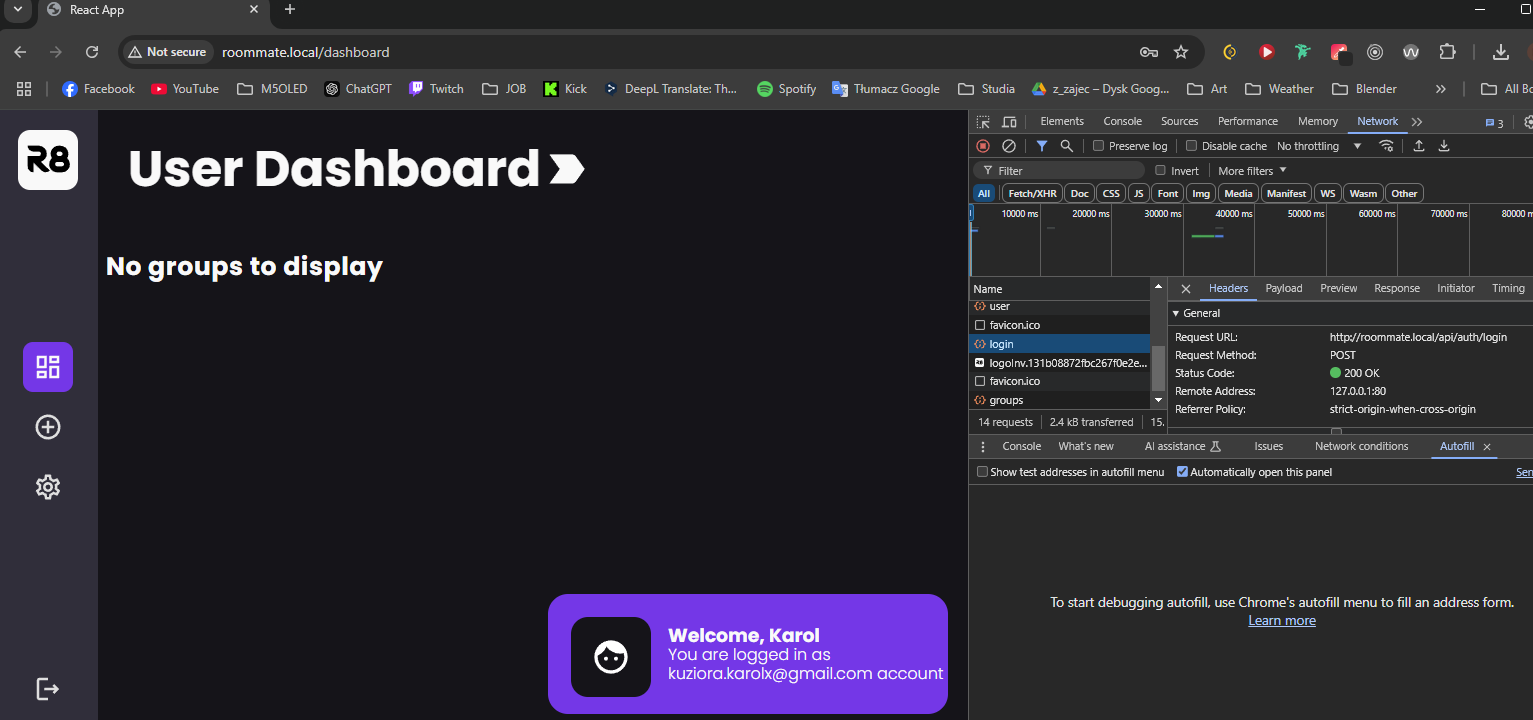 React App
Not secure
roommate.local/dashboard
Facebook
YouTube
M5OLED
ChatGPT
Twitch
JOB
Kick
DeepL Translate: Th...
Spotify
Tłumacz Google
Studia
z_zajec – Dysk Goog...
Art
Weather
Blender
All Bo
R8
User Dashboard
No groups to display
Welcome, Karol
You are logged in as
kuziora.karolx@gmail.com account
Elements Console Sources Performance Memory Network
3
Preserve log Disable cache No throttling
Filter Invert More filters
All Fetch/XHR Doc CSS JS Font Img Media Manifest WS Wasm Other
10000 ms 20000 ms 30000 ms 40000 ms 50000 ms 60000 ms 70000 ms 80000 m
Name
user
favicon.ico
login
logoInv.131b08872fbc267f0e2e...
favicon.ico
groups
14 requests 2.4 kB transferred 15.
Headers Payload Preview Response Initiator Timing
General
Request URL: http://roommate.local/api/auth/login
Request Method: POST
Status Code: 200 OK
Remote Address: 127.0.0.1:80
Referrer Policy: strict-origin-when-cross-origin
Console What's new AI assistance Issues Network conditions Autofill
Show test addresses in autofill menu Automatically open this panel Sen
To start debugging autofill, use Chrome's autofill menu to fill an address form.
Learn more